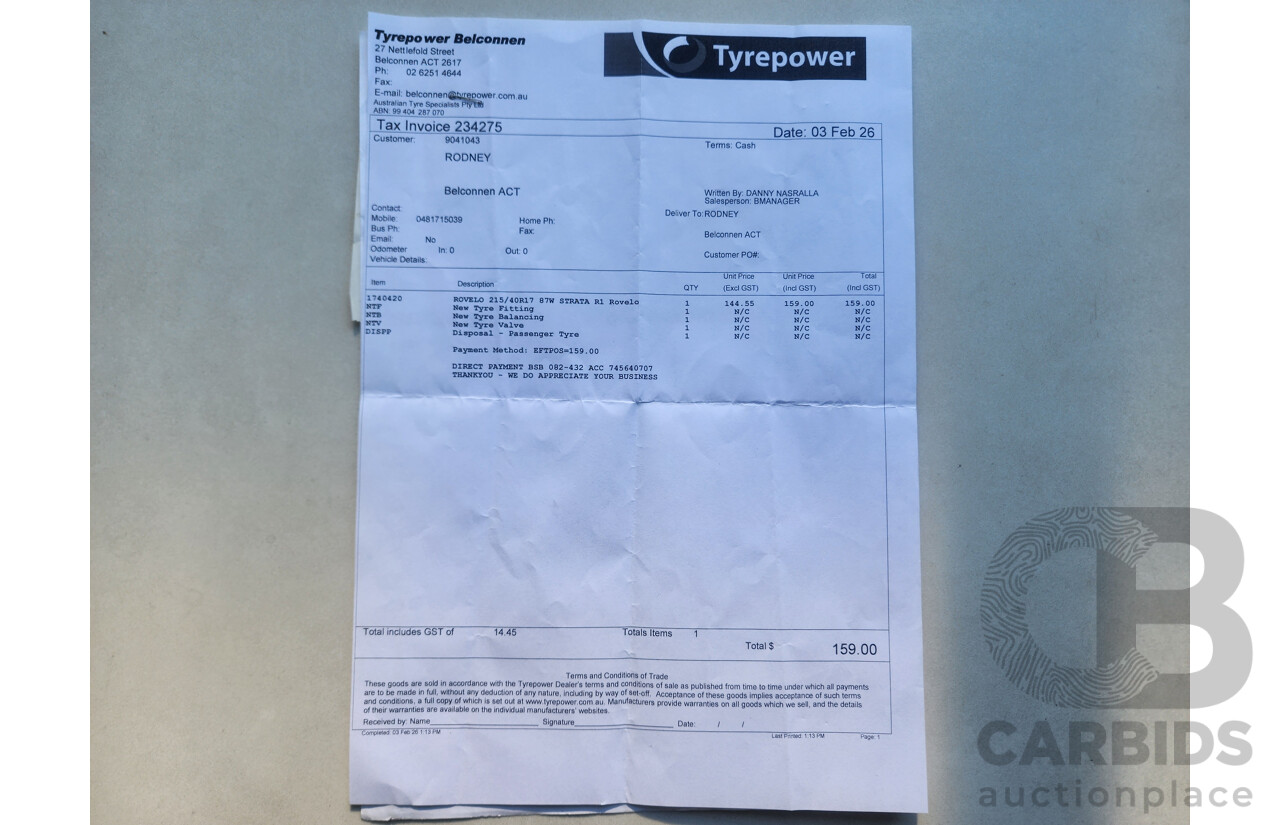 Tyrepower Belconnen
27 Nettlefold Street
Belconnen ACT 2617
Ph: 02 6251 4644
Fax:
E-mail: belconnen@tyrepower.com.au
Australian Tyre Specialists Pty Ltd
ABN: 99 404 287 070
Tyrepower
Tax Invoice 234275 Date: 03 Feb 26
Customer: 9041043 Terms: Cash
RODNEY
Belconnen ACT Written By: DANNY NASRALLA
Salesperson: BMANAGER
Contact: Deliver To: RODNEY
Mobile: 0481715039 Home Ph:
Bus Ph: Fax:
Email: No Belconnen ACT
Odometer In: 0 Out: 0
Vehicle Details: Customer PO#:
Item Description QTY Unit Price (Excl GST) Unit Price (Incl GST) Total (Incl GST)
1740420 ROVELO 215/40R17 87W STRATA R1 Rovelo 1 144.55 159.00 159.00
NTF New Tyre Fitting 1 N/C N/C N/C
NTB New Tyre Balancing 1 N/C N/C N/C
NTV New Tyre Valve 1 N/C N/C N/C
DISPP Disposal - Passenger Tyre 1 N/C N/C N/C
Payment Method: EFTPOS=159.00
DIRECT PAYMENT BSB 082-432 ACC 745640707
THANKYOU - WE DO APPRECIATE YOUR BUSINESS
Total includes GST of 14.45 Totals Items 1
Total $ 159.00
Terms and Conditions of Trade
These goods are sold in accordance with the Tyrepower Dealer's terms and conditions of sale as published from time to time under which all payments
are to be made in full, without any deduction of any nature, including by way of set-off. Acceptance of these goods implies acceptance of such terms
and conditions, a full copy of which is set out at www.tyrepower.com.au. Manufacturers provide warranties on all goods which we sell, and the details
of their warranties are available on the individual manufacturers' websites.
Received by: Name Signature Date: / /
Completed: 03 Feb 26 1:13 PM Last Printed: 1:13 PM Page: 1
CB
CARBIDS
auctionplace